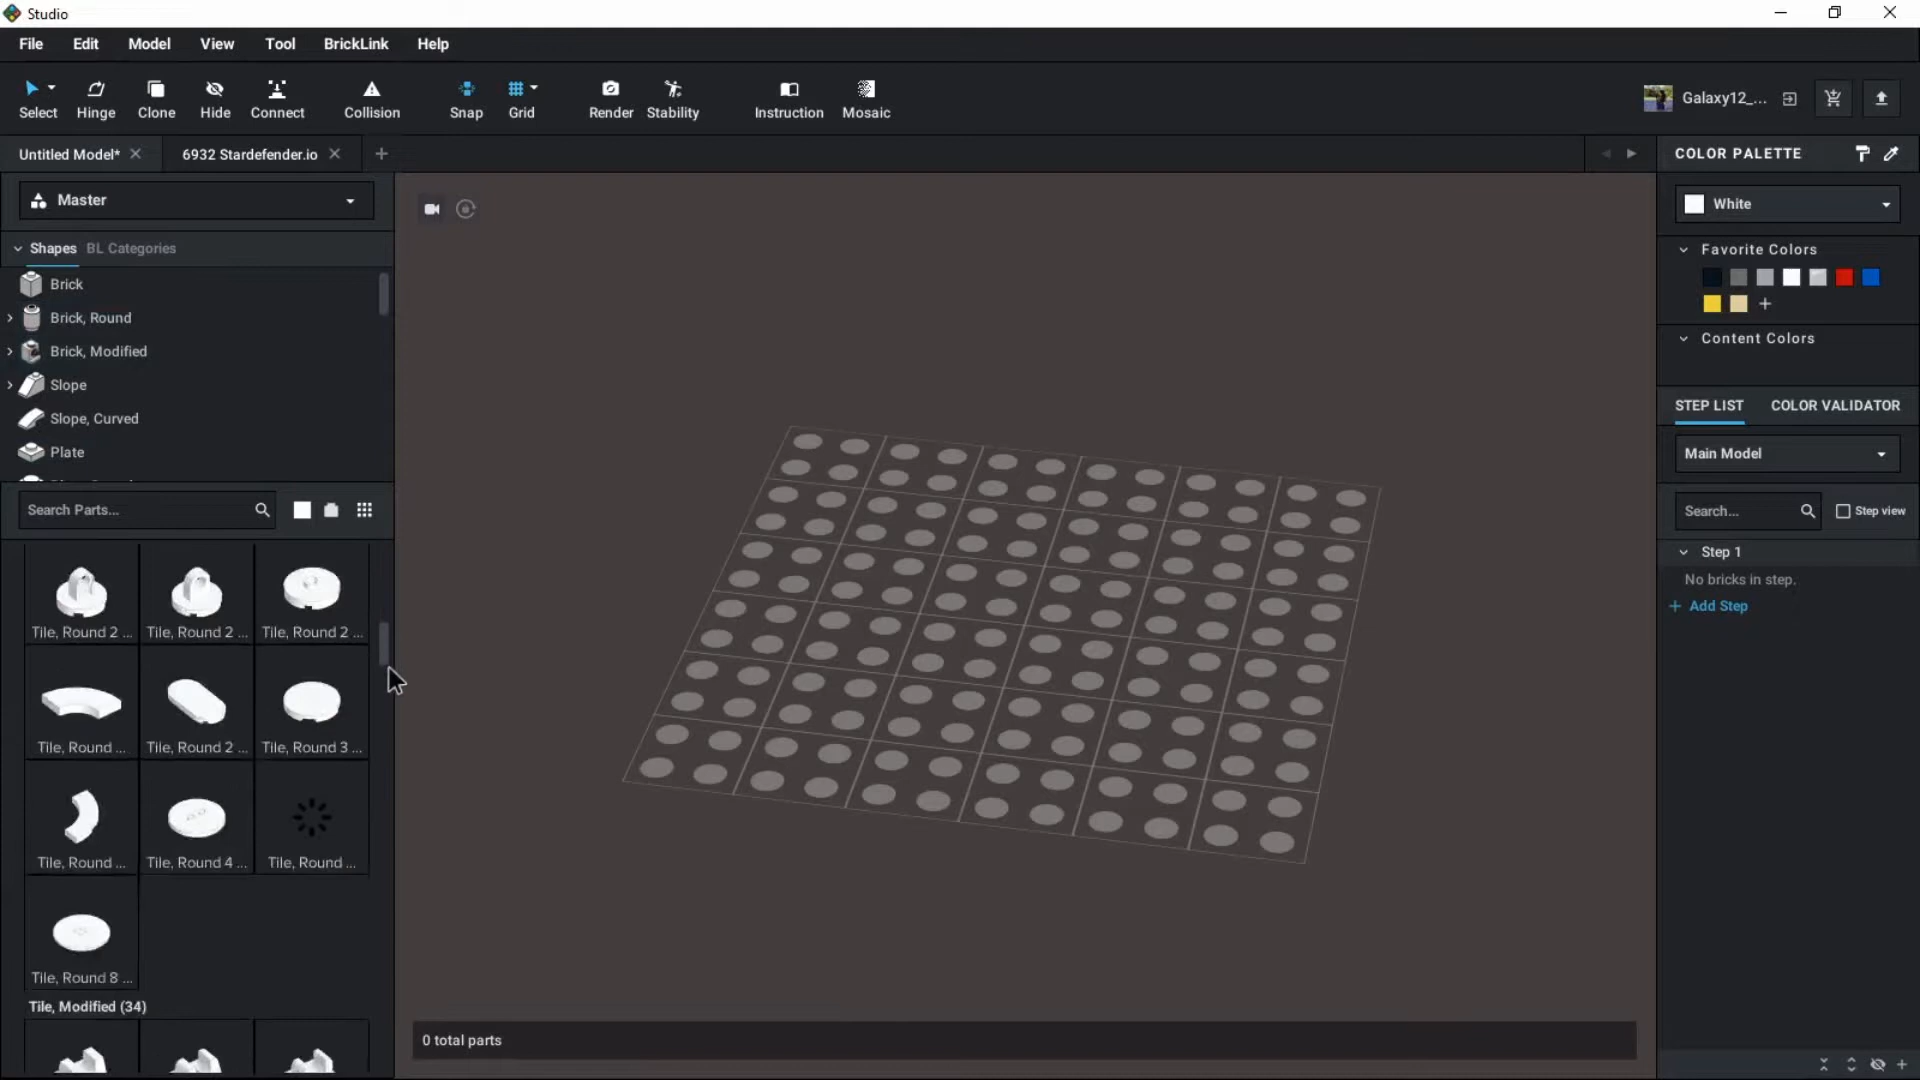 Studio
File Edit Model View Tool BrickLink Help
Select Hinge Clone Hide Connect Collision Snap Grid Render Stability Instruction Mosaic Galaxy12_...
Untitled Model* 6932 Stardefender.io
COLOR PALETTE
Master
White
Shapes BL Categories
Favorite Colors
Brick
Brick, Round
Content Colors
Brick, Modified
Slope
STEP LIST COLOR VALIDATOR
Slope, Curved
Main Model
Plate
Search Parts...
Search... Step view
Step 1
No bricks in step.
Add Step
Tile, Round 2 ... Tile, Round 2 ... Tile, Round 2 ...
Tile, Round ... Tile, Round 2 ... Tile, Round 3 ...
Tile, Round ... Tile, Round 4 ... Tile, Round ...
Tile, Round 8 ...
Tile, Modified (34)
0 total parts